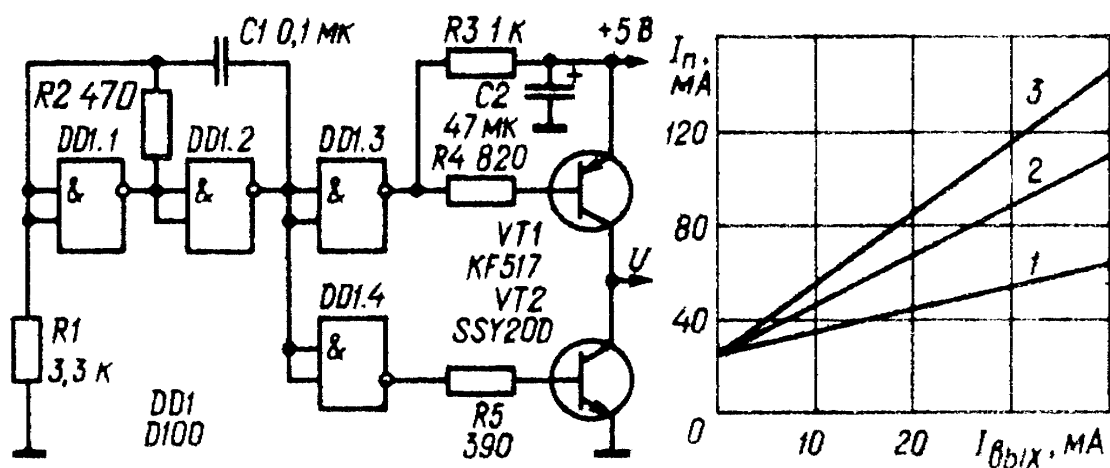 C1 0,1 мк
R3 1 к
+5 В
R2 470
+
C2
47 мк
DD1.1
DD1.2
DD1.3
R4 820
&
&
&
VT1
KF517
VT2
SSY20D
U
DD1.4
&
R1
3,3 к
DD1
D100
R5
390
Iп,
мА
120
80
40
0
10
20
Iвых, мА
3
2
1